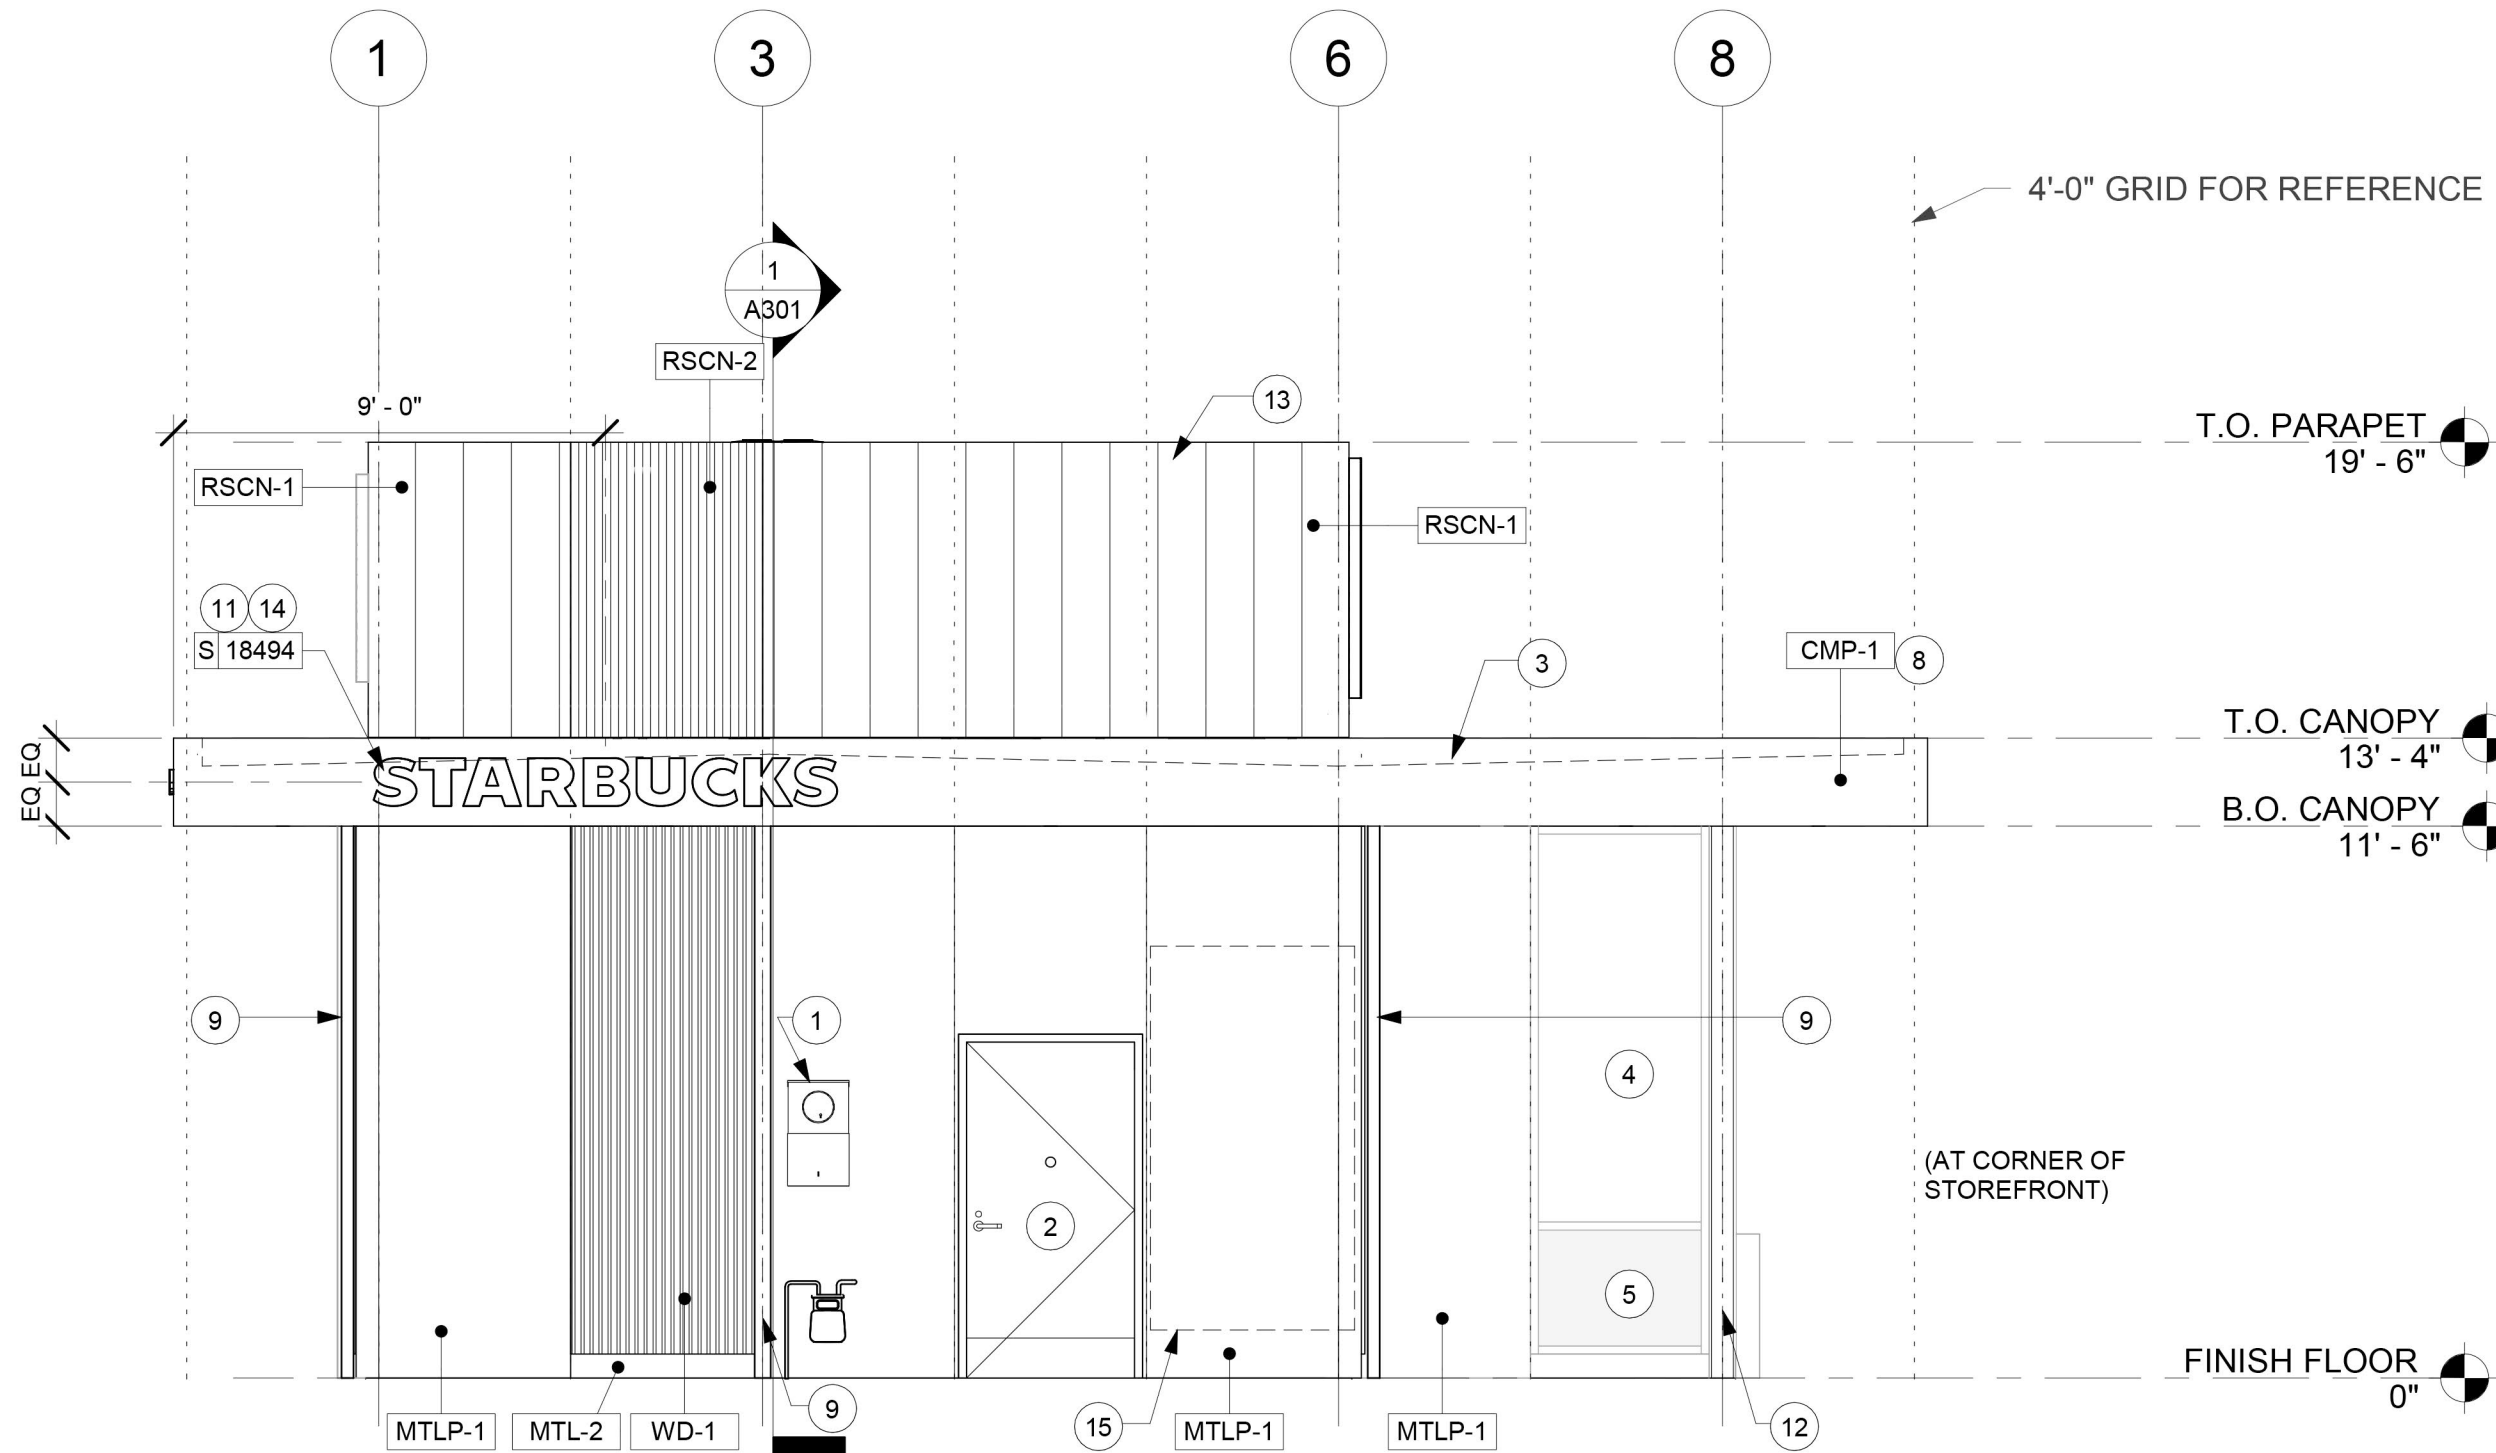 1
3
6
8
4'-0" GRID FOR REFERENCE
1
A301
RSCN-2
13
9' - 0"
T.O. PARAPET
19' - 6"
RSCN-1
RSCN-1
11
14
S 18494
3
CMP-1
8
T.O. CANOPY
13' - 4"
EQ EQ
STARBUCKS
B.O. CANOPY
11' - 6"
9
1
9
4
(AT CORNER OF
STOREFRONT)
2
5
FINISH FLOOR
0"
MTLP-1
MTL-2
WD-1
9
15
MTLP-1
MTLP-1
12